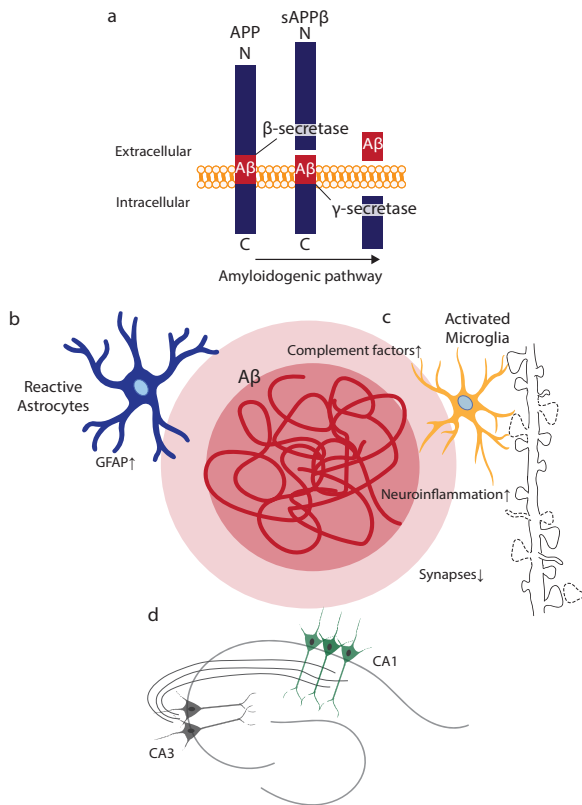 a
APP
sAPPβ
N
N
β-secretase
Extracellular
Aβ
Aβ
Aβ
Intracellular
γ-secretase
C
C
Amyloidogenic pathway
b
c
Activated
Microglia
Complement factors↑
Aβ
Reactive
Astrocytes
GFAP↑
Neuroinflammation↑
Synapses↓
d
CA1
CA3